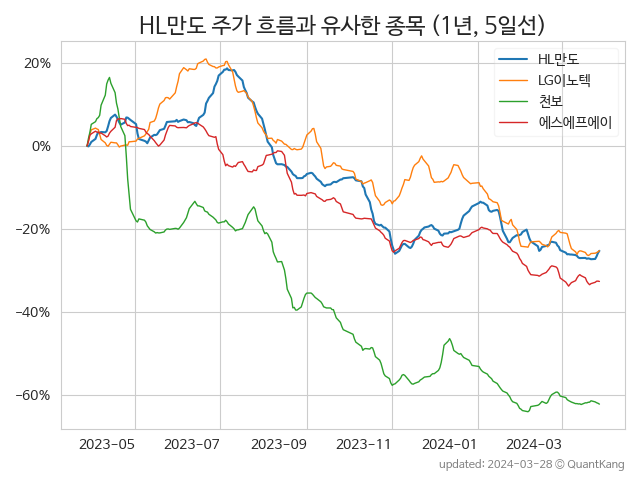 HL만도 주가 흐름과 유사한 종목 (1년, 5일선)
HL만도
LG이노텍
천보
에스에프에이
20%
0%
−20%
−40%
−60%
2023-05
2023-07
2023-09
2023-11
2024-01
2024-03
updated: 2024-03-28 © QuantKang